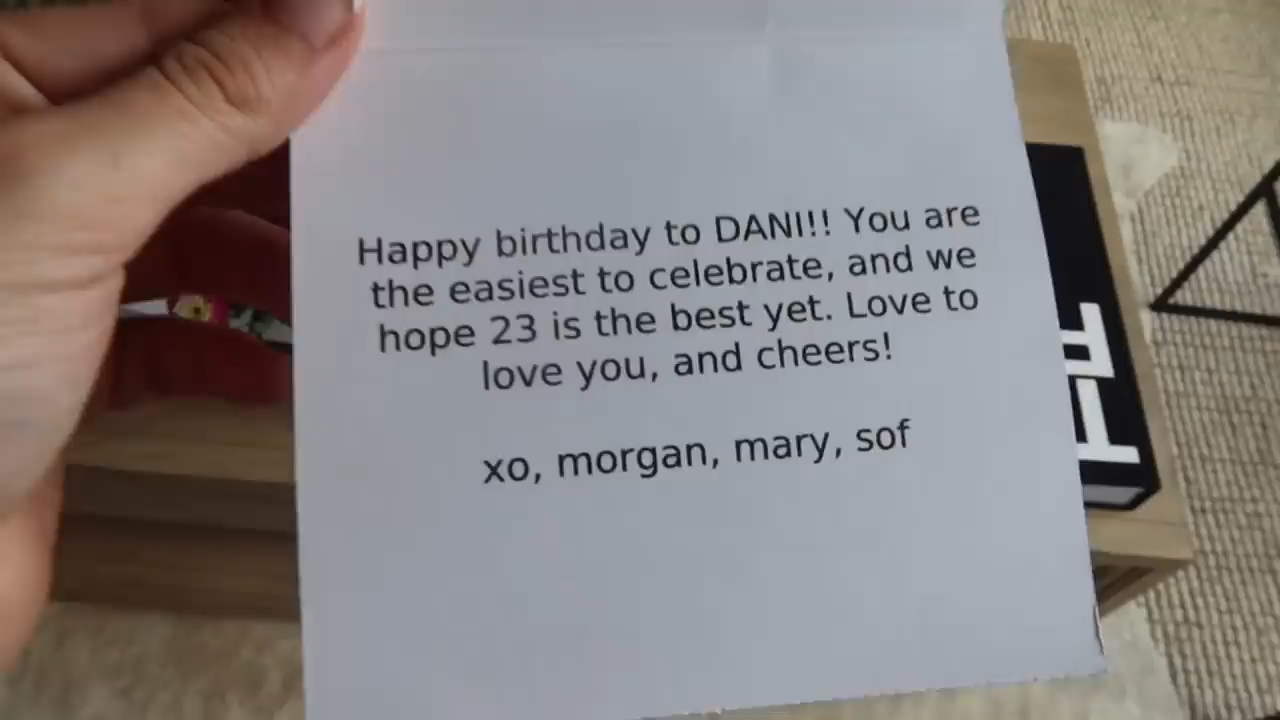 Happy birthday to DANI!! You are
the easiest to celebrate, and we
hope 23 is the best yet. Love to
love you, and cheers!
xo, morgan, mary, sof